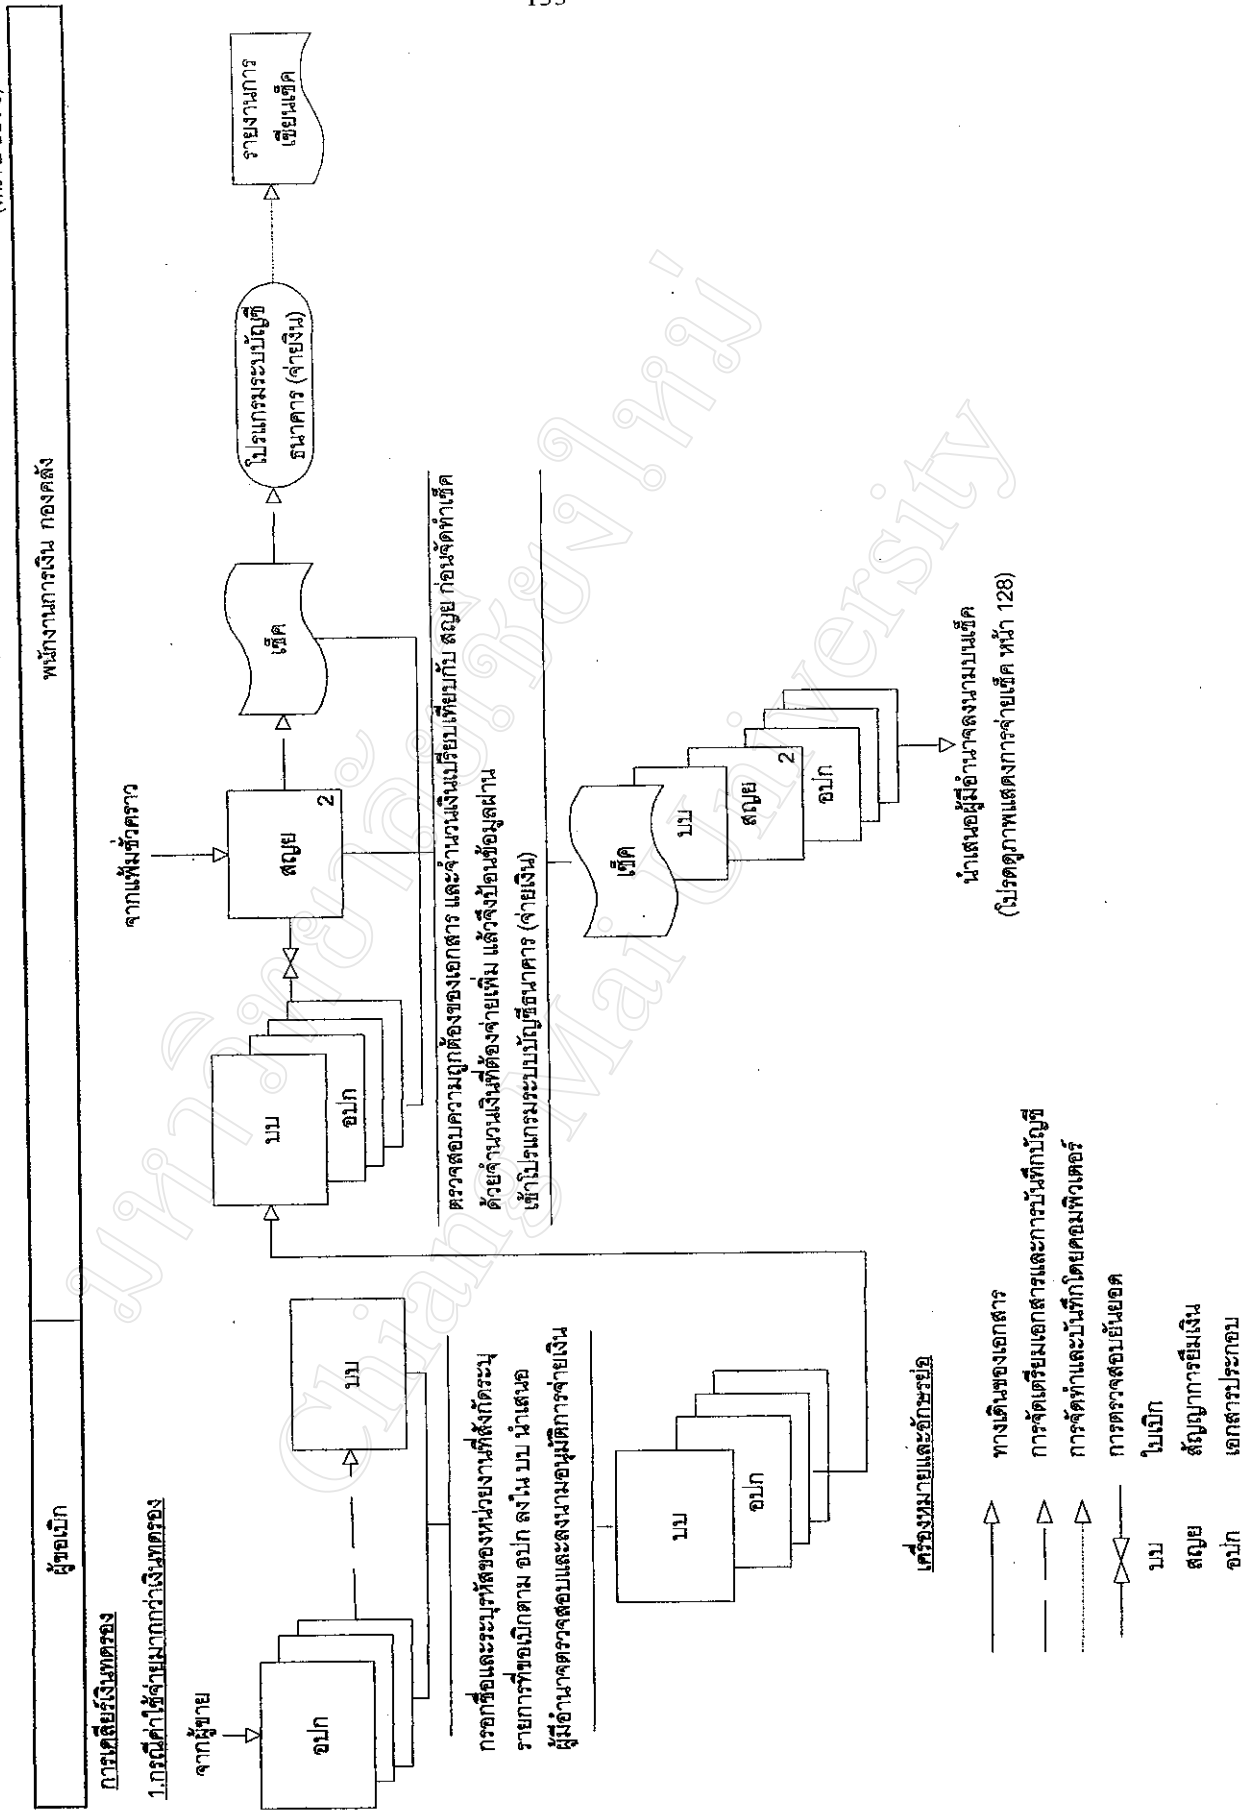 ผู้ขอเบิก
พนักงานการเงิน กองคลัง
การเคลียร์เงินทดรอง
1.กรณีค่าใช้จ่ายมากกว่าเงินทดรอง
จากผู้ขาย
อปก
บบ
กรอกชื่อและระบุรหัสของหน่วยงานที่สังกัดระบุ
รายการที่ขอเบิกตาม อปก ลงใน บบ นำเสนอ
ผู้มีอำนาจตรวจสอบและลงนามอนุมัติการจ่ายเงิน
บบ
อปก
บบ
อปก
จากแฟ้มชั่วคราว
สญย
2
เช็ค
โปรแกรมระบบบัญชี
ธนาคาร (จ่ายเงิน)
รายงานการ
เขียนเช็ค
ตรวจสอบความถูกต้องของเอกสาร และจำนวนเงินเปรียบเทียบกับ สญย ก่อนจัดทำเช็ค
ด้วยจำนวนเงินที่ต้องจ่ายเพิ่ม แล้วจึงป้อนข้อมูลผ่าน
เข้าโปรแกรมระบบบัญชีธนาคาร (จ่ายเงิน)
เช็ค
บบ
สญย
2
อปก
นำเสนอผู้มีอำนาจลงนามบนเช็ค
(โปรดดูภาพแสดงการจ่ายเช็ค หน้า 128)
เครื่องหมายและอักษรย่อ
ทางเดินของเอกสาร
การจัดเตรียมเอกสารและการบันทึกบัญชี
การจัดทำและบันทึกโดยคอมพิวเตอร์
การตรวจสอบยันยอด
บบ ใบเบิก
สญย สัญญาการยืมเงิน
อปก เอกสารประกอบ
มหาวิทยาลัยเชียงใหม่
Chiang Mai University